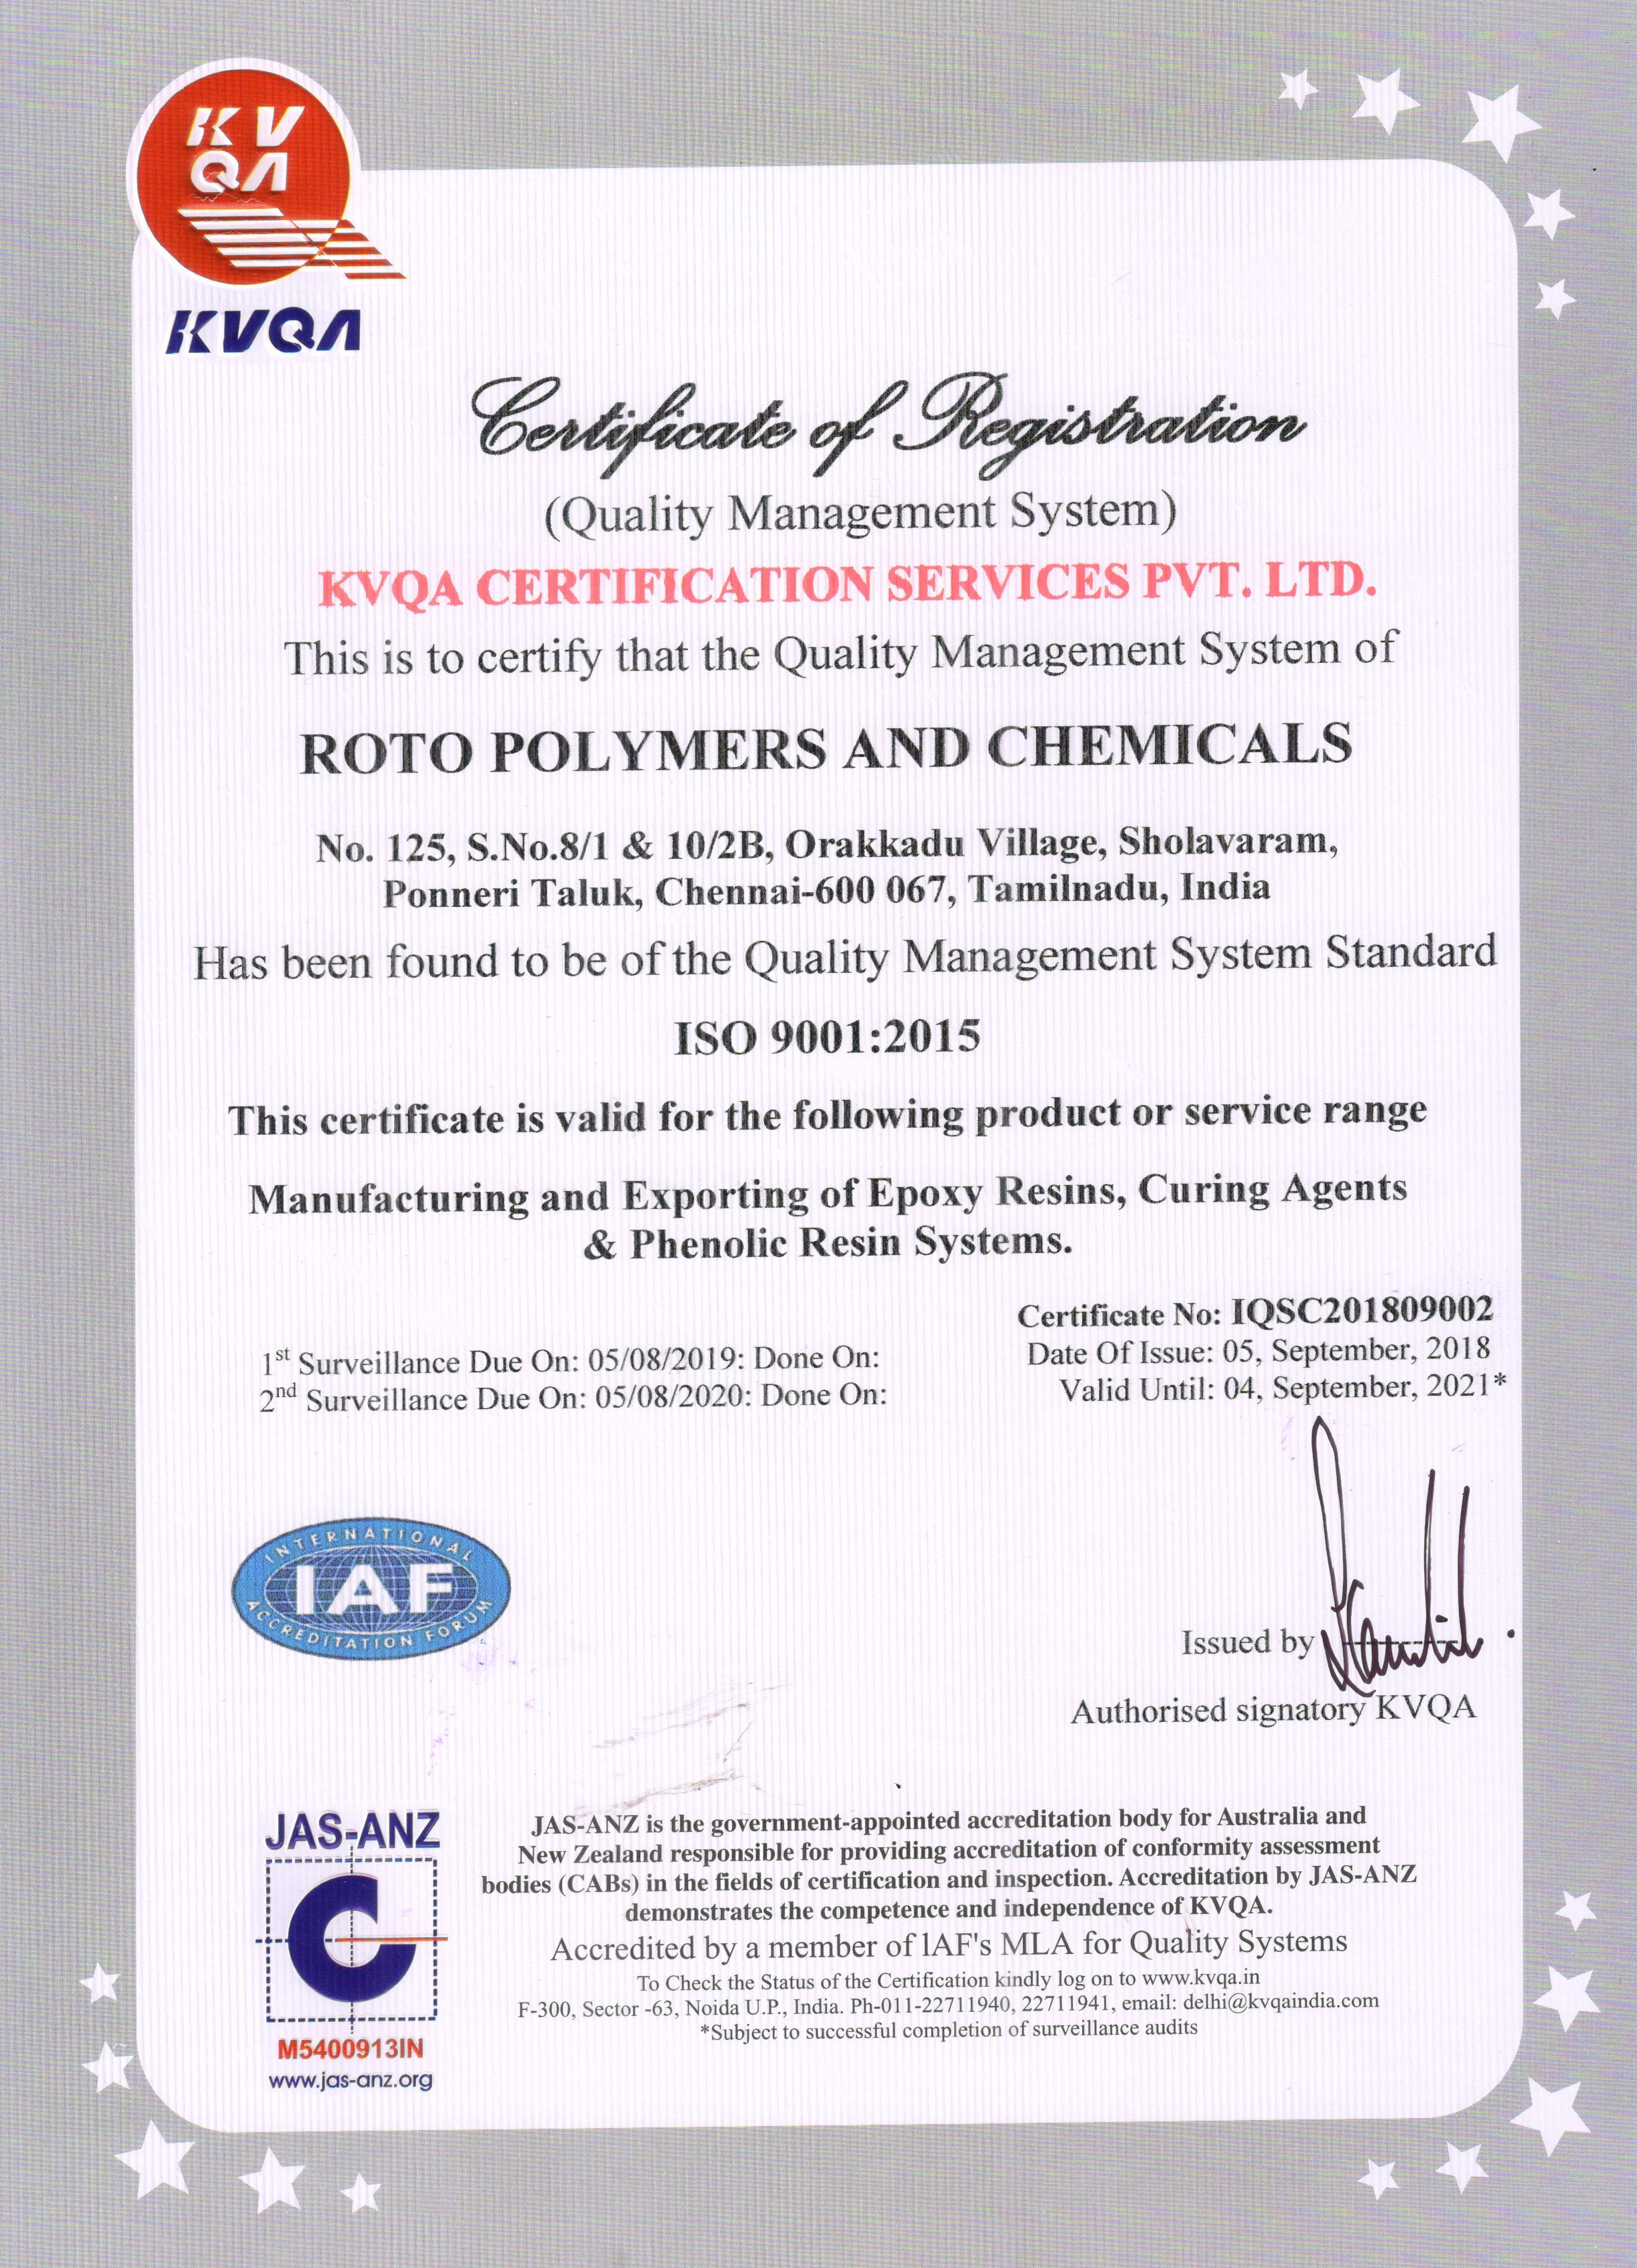 KV
QA
KVQA
Certificate of Registration
(Quality Management System)
KVQA CERTIFICATION SERVICES PVT. LTD.
This is to certify that the Quality Management System of
ROTO POLYMERS AND CHEMICALS
No. 125, S.No.8/1 & 10/2B, Orakkadu Village, Sholavaram,
Ponneri Taluk, Chennai-600 067, Tamilnadu, India
Has been found to be of the Quality Management System Standard
ISO 9001:2015
This certificate is valid for the following product or service range
Manufacturing and Exporting of Epoxy Resins, Curing Agents
& Phenolic Resin Systems.
Certificate No: IQSC201809002
Date Of Issue: 05, September, 2018
Valid Until: 04, September, 2021*
1st Surveillance Due On: 05/08/2019: Done On:
2nd Surveillance Due On: 05/08/2020: Done On:
INTERNATIONAL
IAF
ACCREDITATION FORUM
Issued by
Authorised signatory KVQA
JAS-ANZ
M5400913IN
www.jas-anz.org
JAS-ANZ is the government-appointed accreditation body for Australia and
New Zealand responsible for providing accreditation of conformity assessment
bodies (CABs) in the fields of certification and inspection. Accreditation by JAS-ANZ
demonstrates the competence and independence of KVQA.
Accredited by a member of lAF's MLA for Quality Systems
To Check the Status of the Certification kindly log on to www.kvqa.in
F-300, Sector -63, Noida U.P., India. Ph-011-22711940, 22711941, email: delhi@kvqaindia.com
*Subject to successful completion of surveillance audits